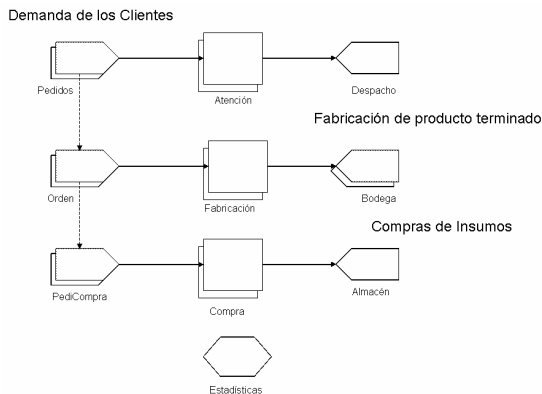 Demanda de los Clientes
Pedidos
Atención
Despacho
Fabricación de producto terminado
Orden
Fabricación
Bodega
Compras de Insumos
PediCompra
Compra
Almacén
Estadísticas